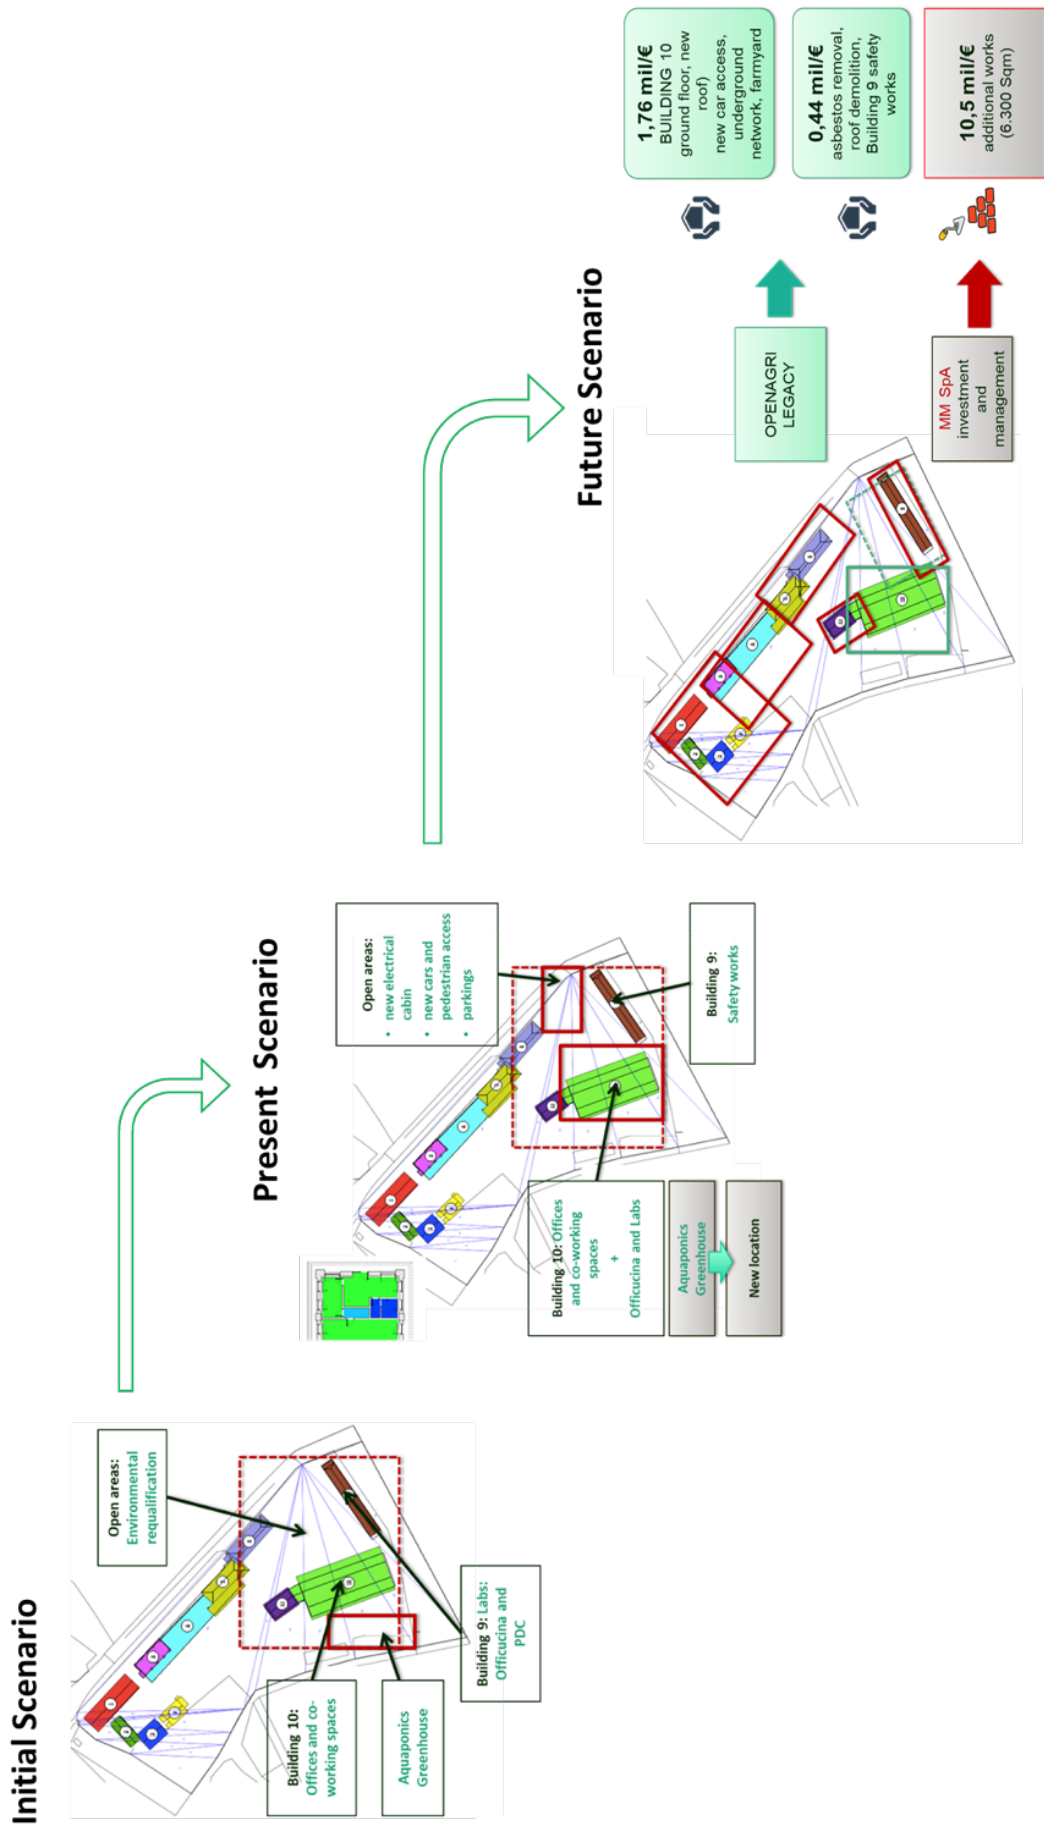 Initial Scenario
Open areas:
Environmental
requalification
Building 10:
Offices and co-
working spaces
Aquaponics
Greenhouse
Building 9: Labs:
Officucina and
PDC
Present Scenario
Open areas:
• new electrical
cabin
• new cars and
pedestrian access
• parkings
Building 10: Offices
and co-working
spaces
+
Officucina and Labs
Aquaponics
Greenhouse
New location
Building 9:
Safety works
Future Scenario
OPENAGRI
LEGACY
MM SpA
investment
and
management
1,76 mil/€
BUILDING 10
ground floor, new
roof)
new car access,
underground
network, farmyard
0,44 mil/€
asbestos removal,
roof demolition,
Building 9 safety
works
10,5 mil/€
additional works
(6.300 Sqm)